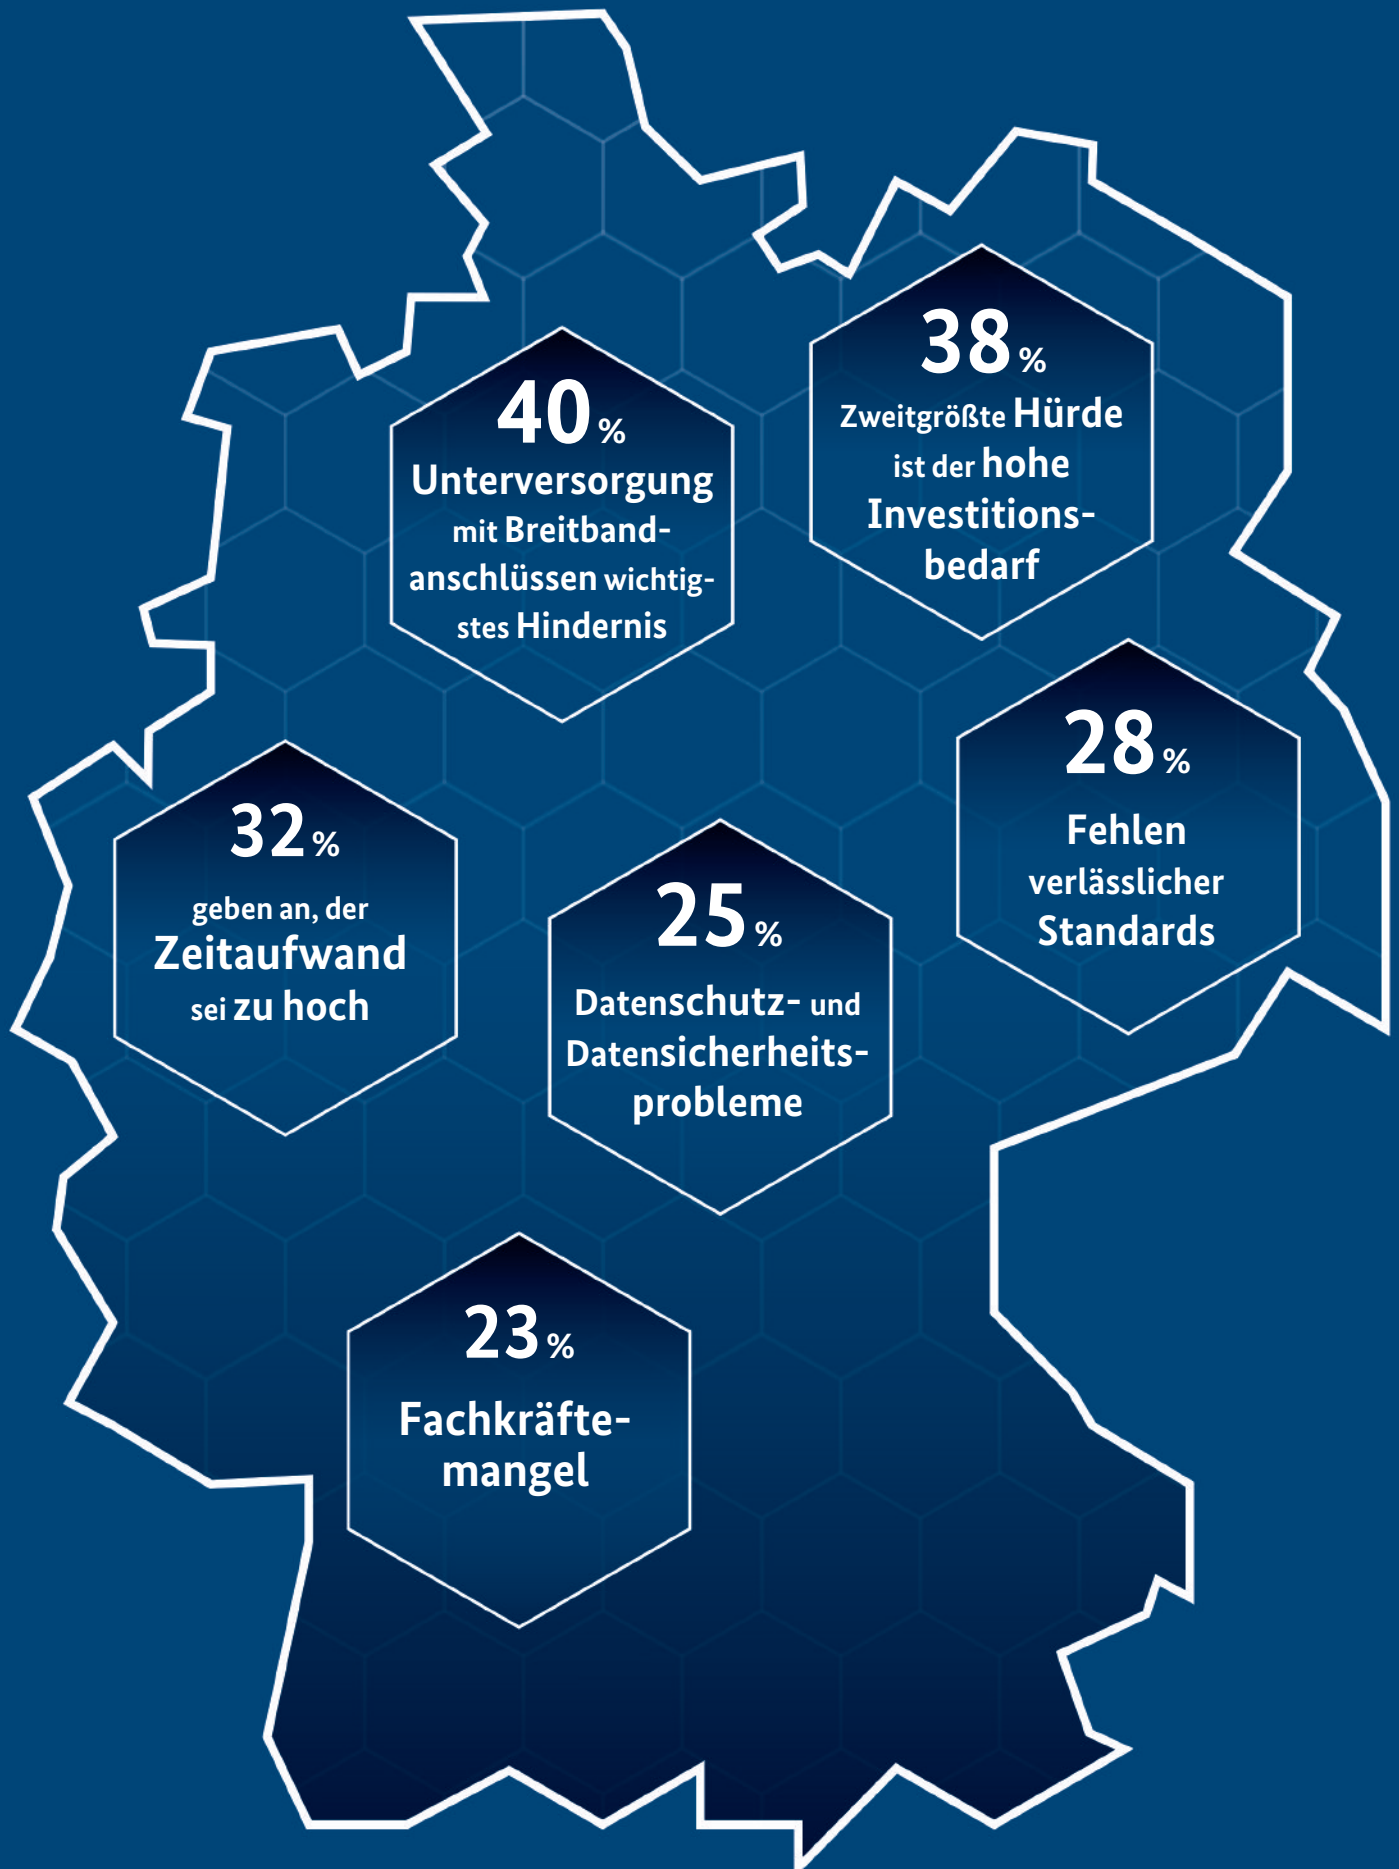 40 %
Unterversorgung
mit Breitband-
anschlüssen wichtig-
stes Hindernis
38 %
Zweitgrößte Hürde
ist der hohe
Investitions-
bedarf
32 %
geben an, der
Zeitaufwand
sei zu hoch
28 %
Fehlen
verlässlicher
Standards
25 %
Datenschutz- und
Datensicherheits-
probleme
23 %
Fachkräfte-
mangel